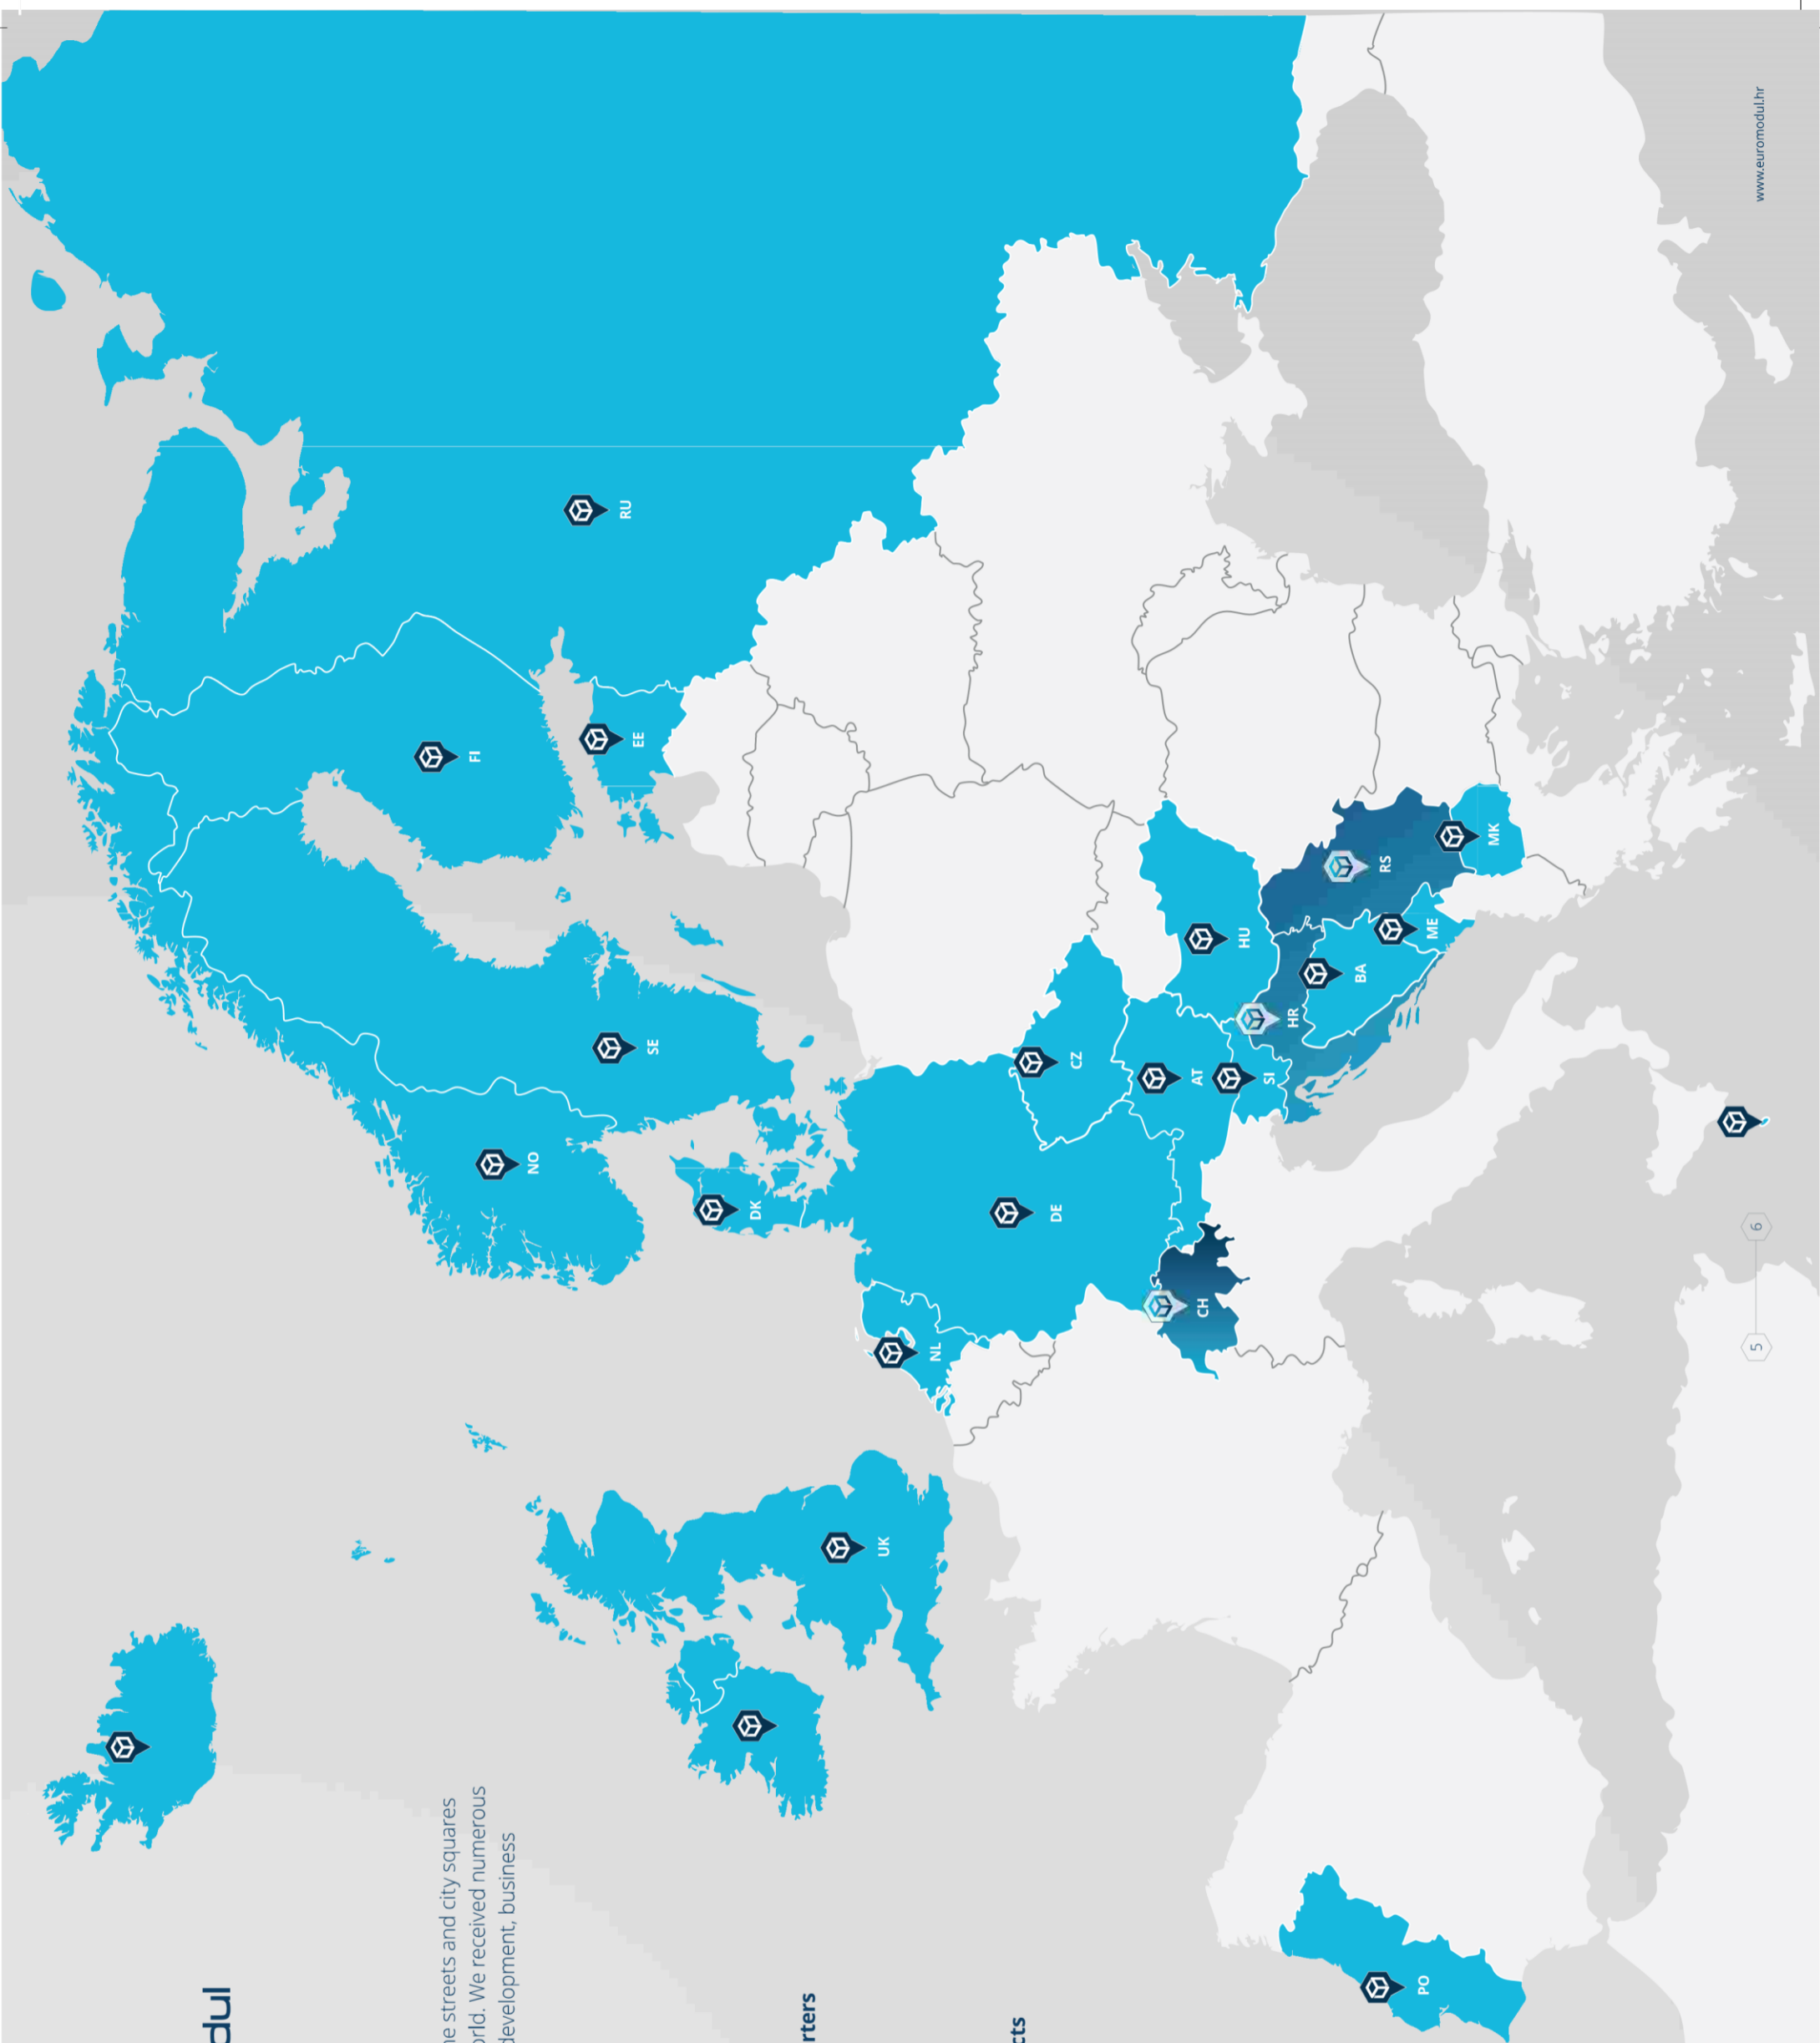 dul
ne streets and city squares
orld. We received numerous
development, business
rters
cts
NO
SE
FI
RU
EE
DK
UK
NL
DE
CZ
CH
AT
HU
SI
HR
BA
RS
ME
MK
PO
5
6
www.euromodul.hr